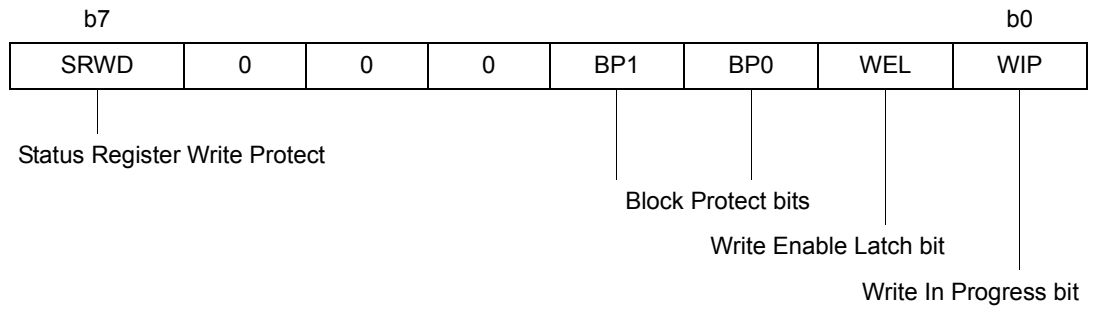 b7 b0
SRWD 0 0 0 BP1 BP0 WEL WIP
Status Register Write Protect
Block Protect bits
Write Enable Latch bit
Write In Progress bit